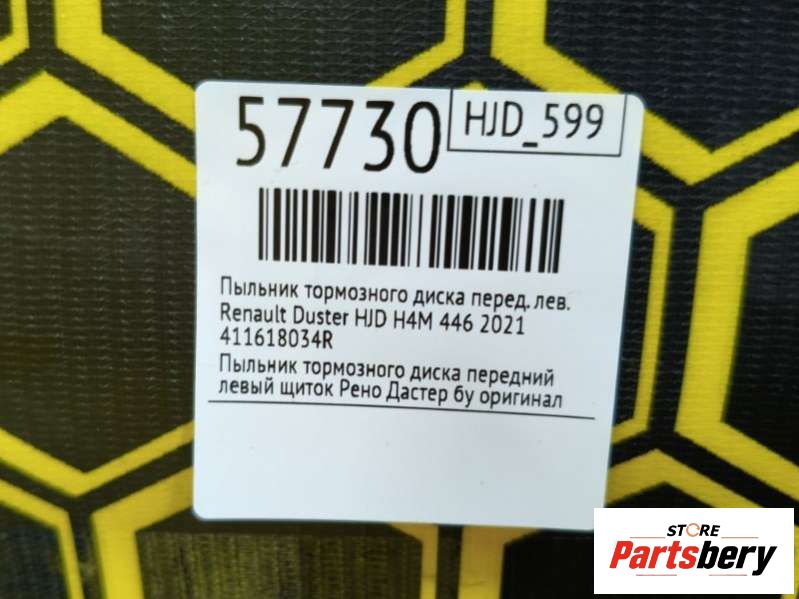 57730
HJD_599
Пыльник тормозного диска перед. лев.
Renault Duster HJD H4M 446 2021
411618034R
Пыльник тормозного диска передний
левый щиток Рено Дастер бу оригинал
STORE
Partsbery